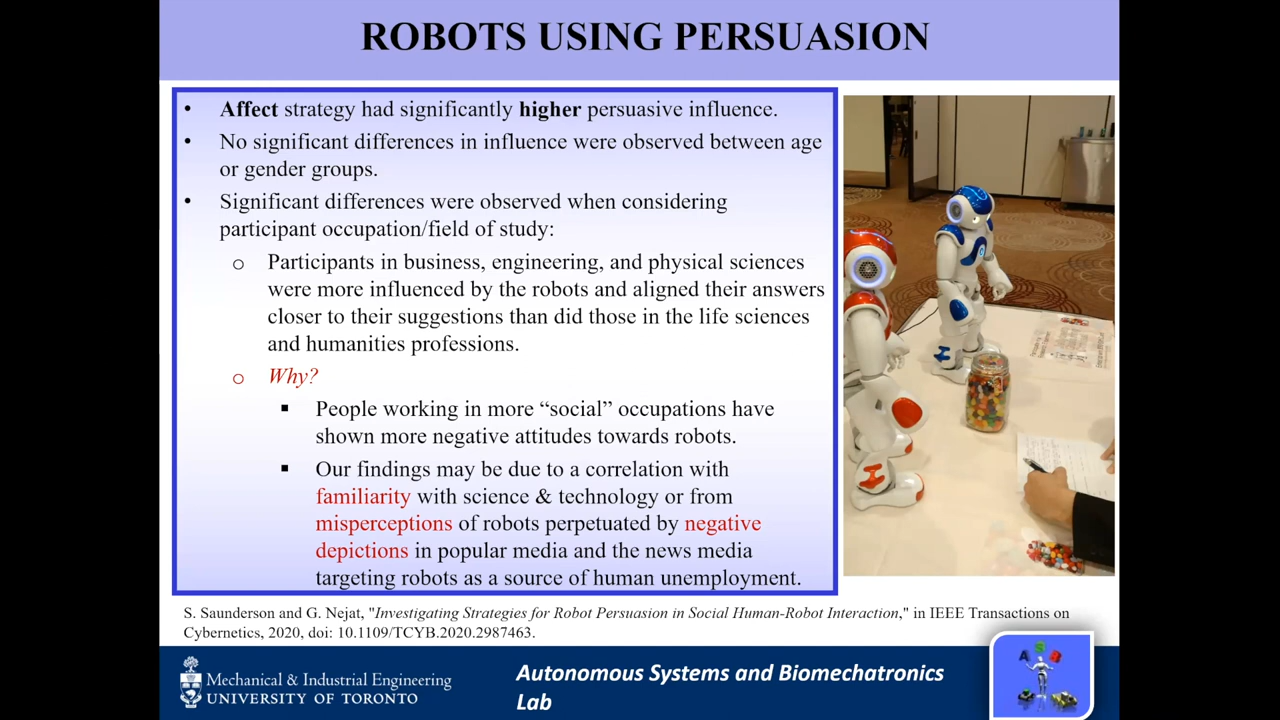 ROBOTS USING PERSUASION
• Affect strategy had significantly higher persuasive influence.
• No significant differences in influence were observed between age
or gender groups.
• Significant differences were observed when considering
participant occupation/field of study:
o Participants in business, engineering, and physical sciences
were more influenced by the robots and aligned their answers
closer to their suggestions than did those in the life sciences
and humanities professions.
o Why?
▪ People working in more “social” occupations have
shown more negative attitudes towards robots.
▪ Our findings may be due to a correlation with
familiarity with science & technology or from
misperceptions of robots perpetuated by negative
depictions in popular media and the news media
targeting robots as a source of human unemployment.
S. Saunderson and G. Nejat, "Investigating Strategies for Robot Persuasion in Social Human-Robot Interaction," in IEEE Transactions on
Cybernetics, 2020, doi: 10.1109/TCYB.2020.2987463.
Mechanical & Industrial Engineering
UNIVERSITY OF TORONTO
Autonomous Systems and Biomechatronics
Lab
A S B